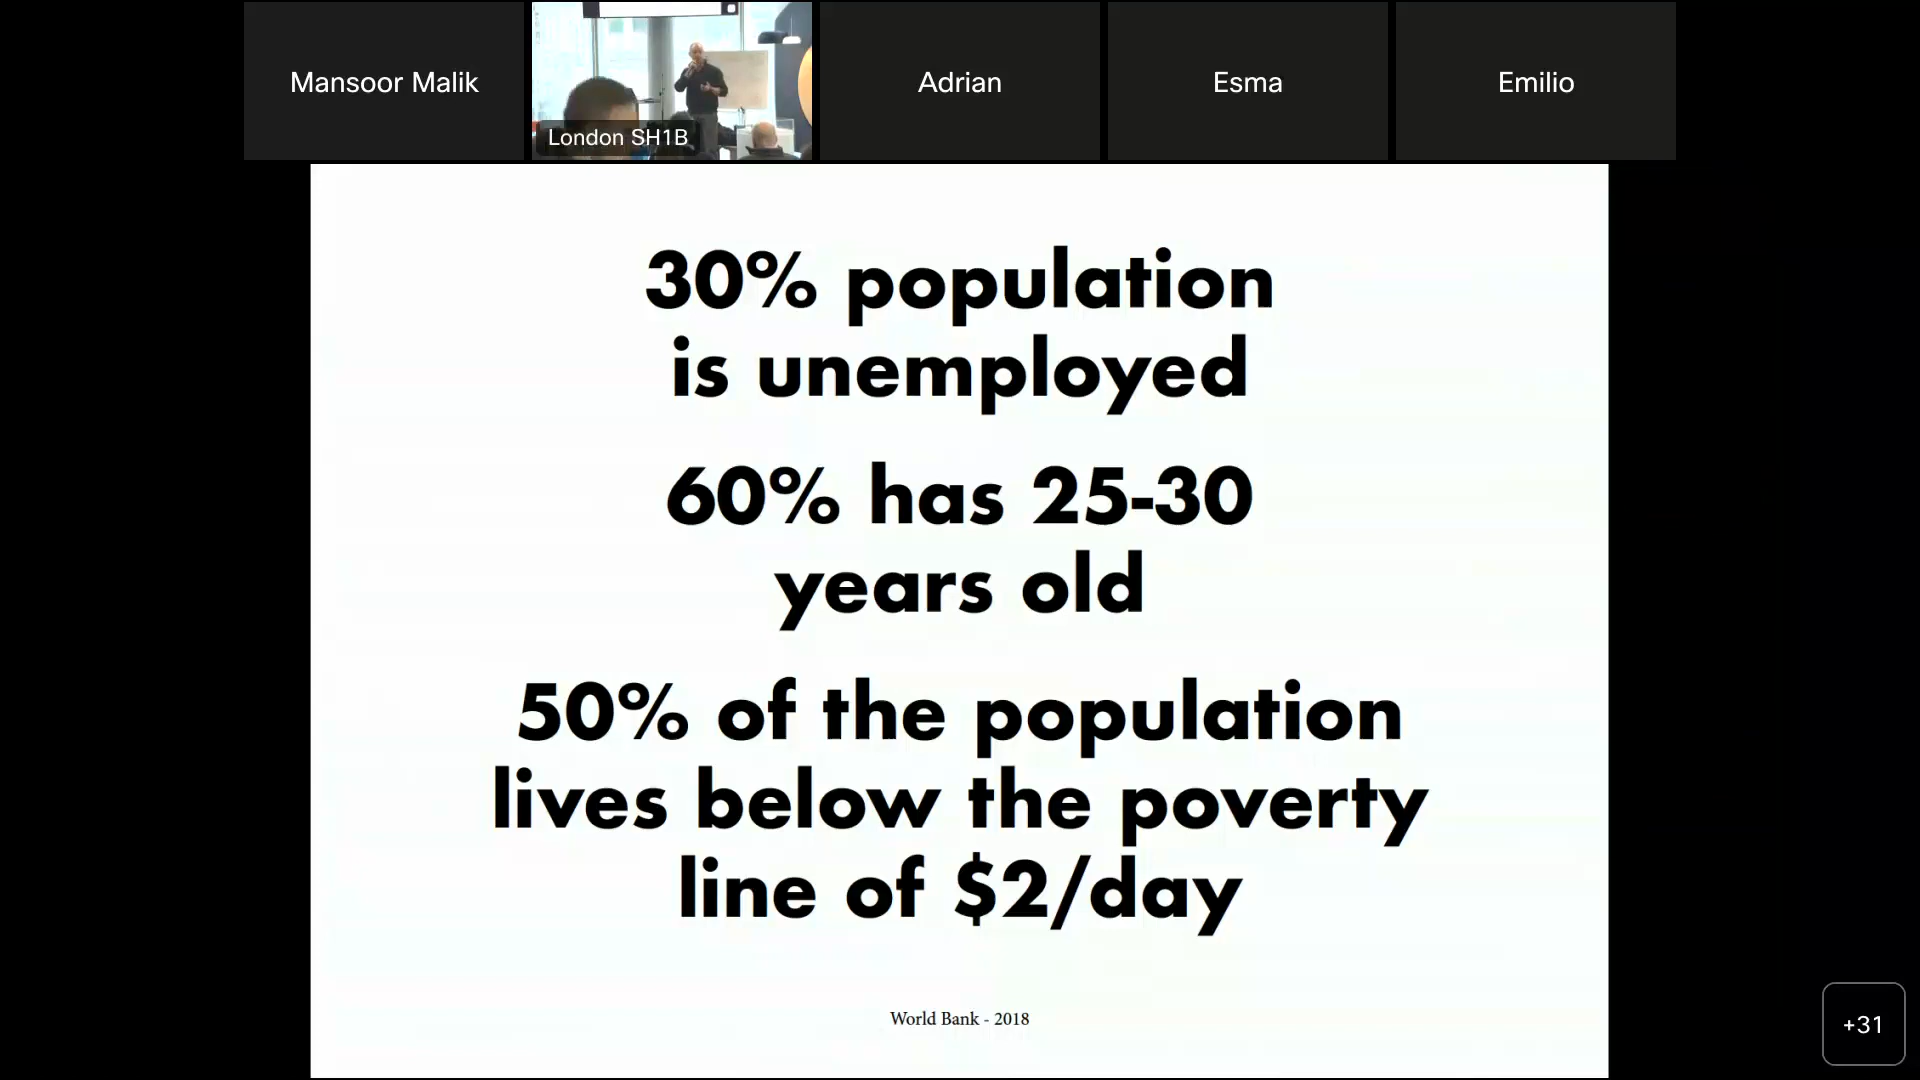 Mansoor Malik
London SH1B
Adrian
Esma
Emilio
30% population
is unemployed
60% has 25-30
years old
50% of the population
lives below the poverty
line of $2/day
World Bank - 2018
+31